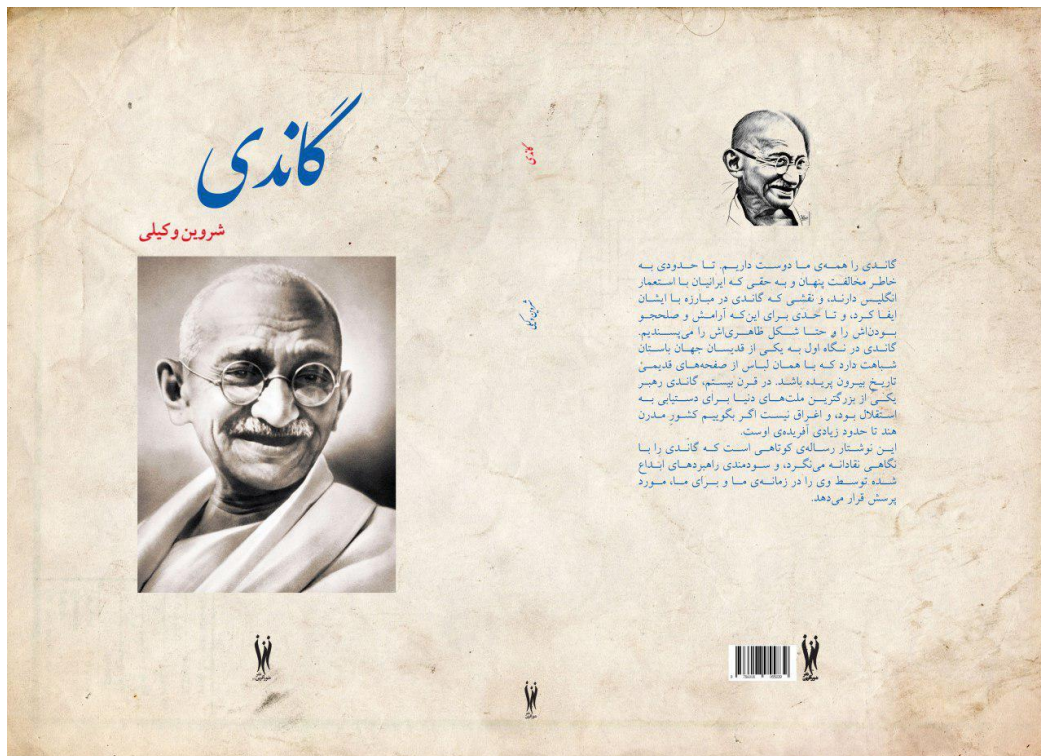 گاندی
شروین وکیلی
گاندی
شروین وکیلی
گاندی را همه‌ی ما دوست داریم. تا حدودی به
خاطر مخالفت پنهان و به حقی که ایرانیان با استعمار
انگلیس دارند، و نقشی که گاندی در مبارزه با ایشان
ایفا کرد، و تا حدی برای این‌که آرامش و صلحجو
بودن‌اش را و حتا شکل ظاهری‌اش را می‌پسندیم.
گاندی در نگاه اول به یکی از قدیسان جهان باستان
شباهت دارد که با همان لباس از صفحه‌های قدیمیِ
تاریخ بیرون پریده باشد. در قرن بیستم، گاندی رهبر
یکی از بزرگترین ملت‌های دنیا برای دستیابی به
استقلال بود، و اغراق نیست اگر بگوییم کشورِ مدرن
هند تا حدود زیادی آفریده‌ی اوست.
این نوشتار رساله‌ی کوتاهی است که گاندی را با
نگاهی نقادانه می‌نگرد، و سودمندی راهبردهای ابداع
شده توسط وی را در زمانه‌ی ما و برای ما، مورد
پرسش قرار می‌دهد.